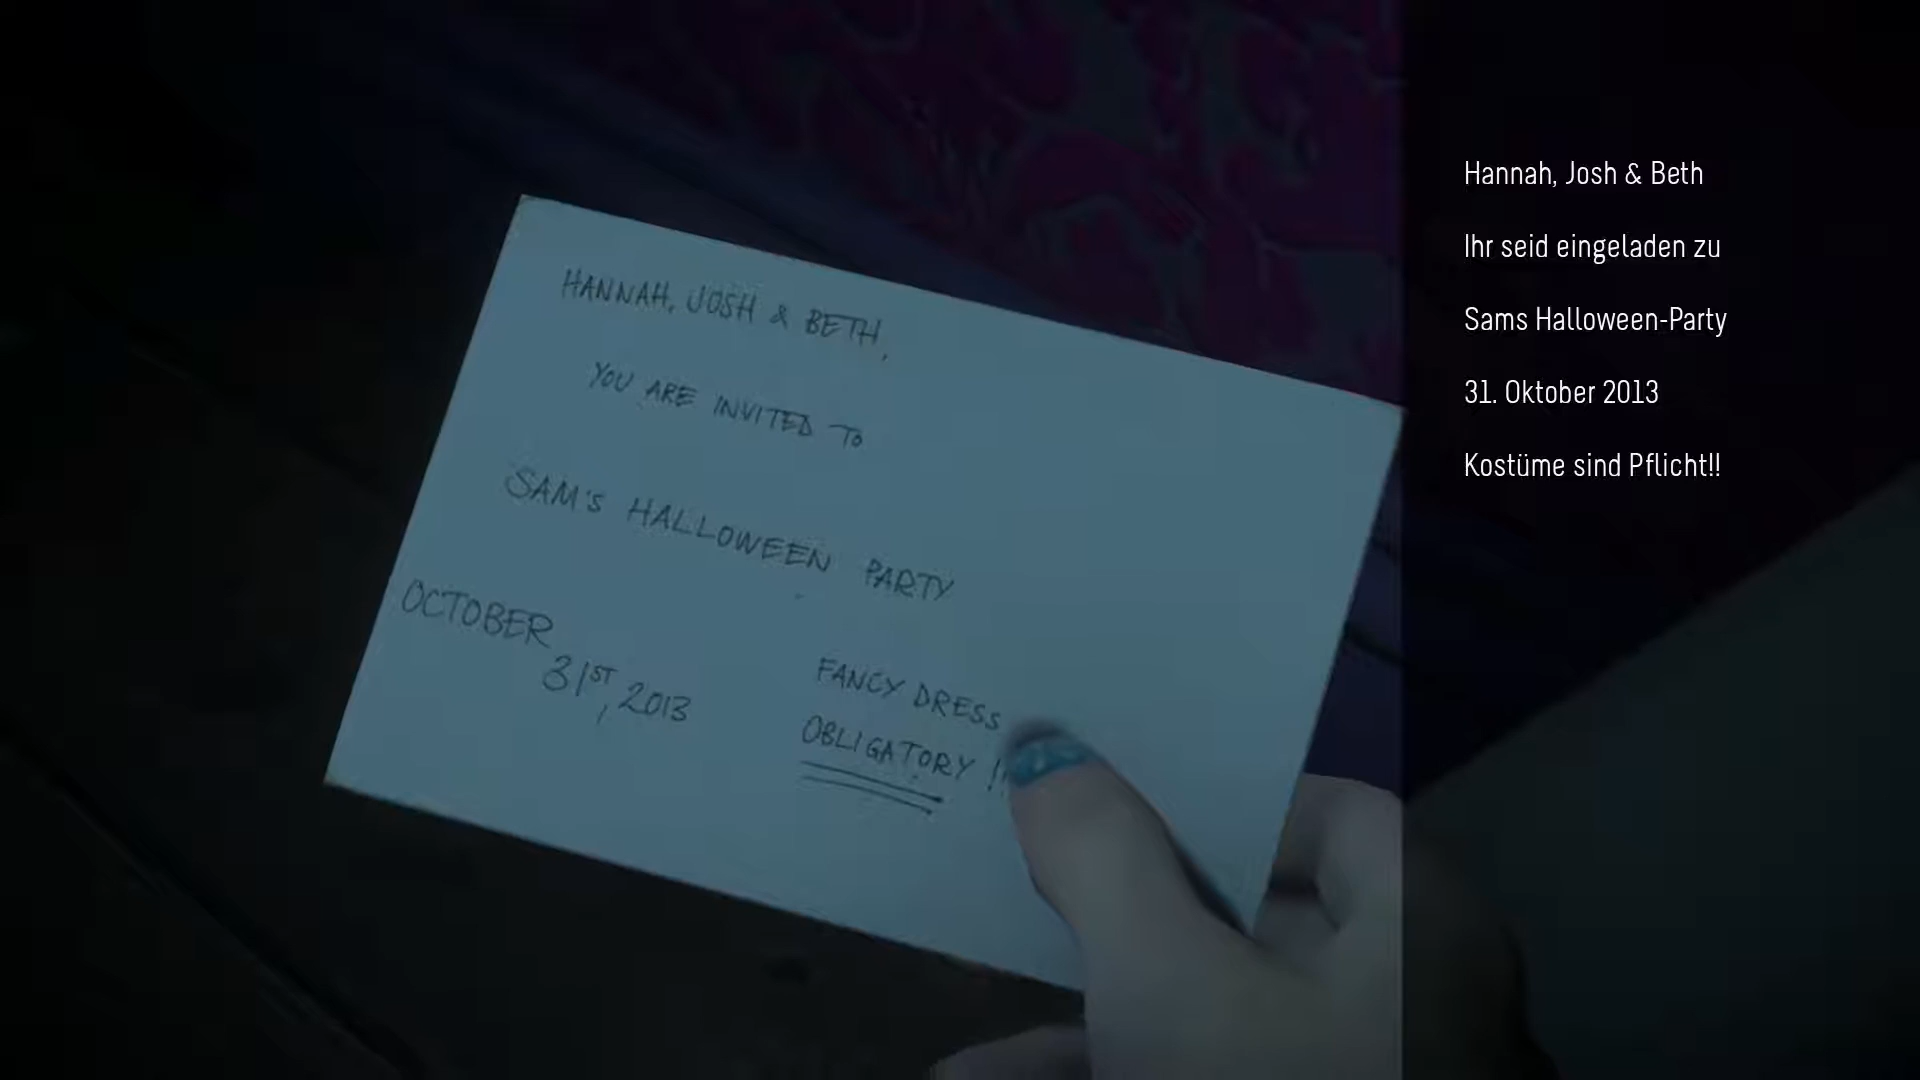 HANNAH, JOSH & BETH,
YOU ARE INVITED TO
SAM'S HALLOWEEN PARTY
OCTOBER
31ST, 2013
FANCY DRESS
OBLIGATORY !!
Hannah, Josh & Beth
Ihr seid eingeladen zu
Sams Halloween-Party
31. Oktober 2013
Kostüme sind Pflicht!!